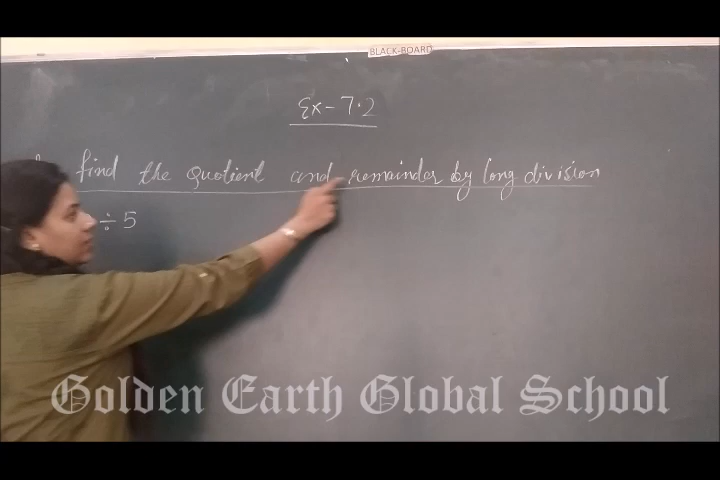 BLACK-BOARD
Ex-7.2
find the quotient and remainder by long division
÷ 5
Golden Earth Global School